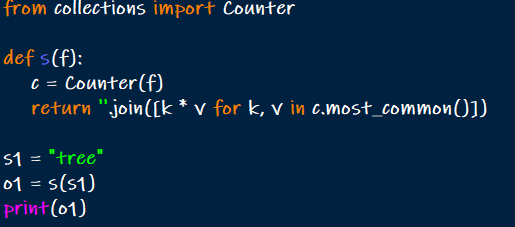 from collections import Counter
def s(f):
c = Counter(f)
return ''.join([k * v for k, v in c.most_common()])
s1 = "tree"
o1 = s(s1)
print(o1)